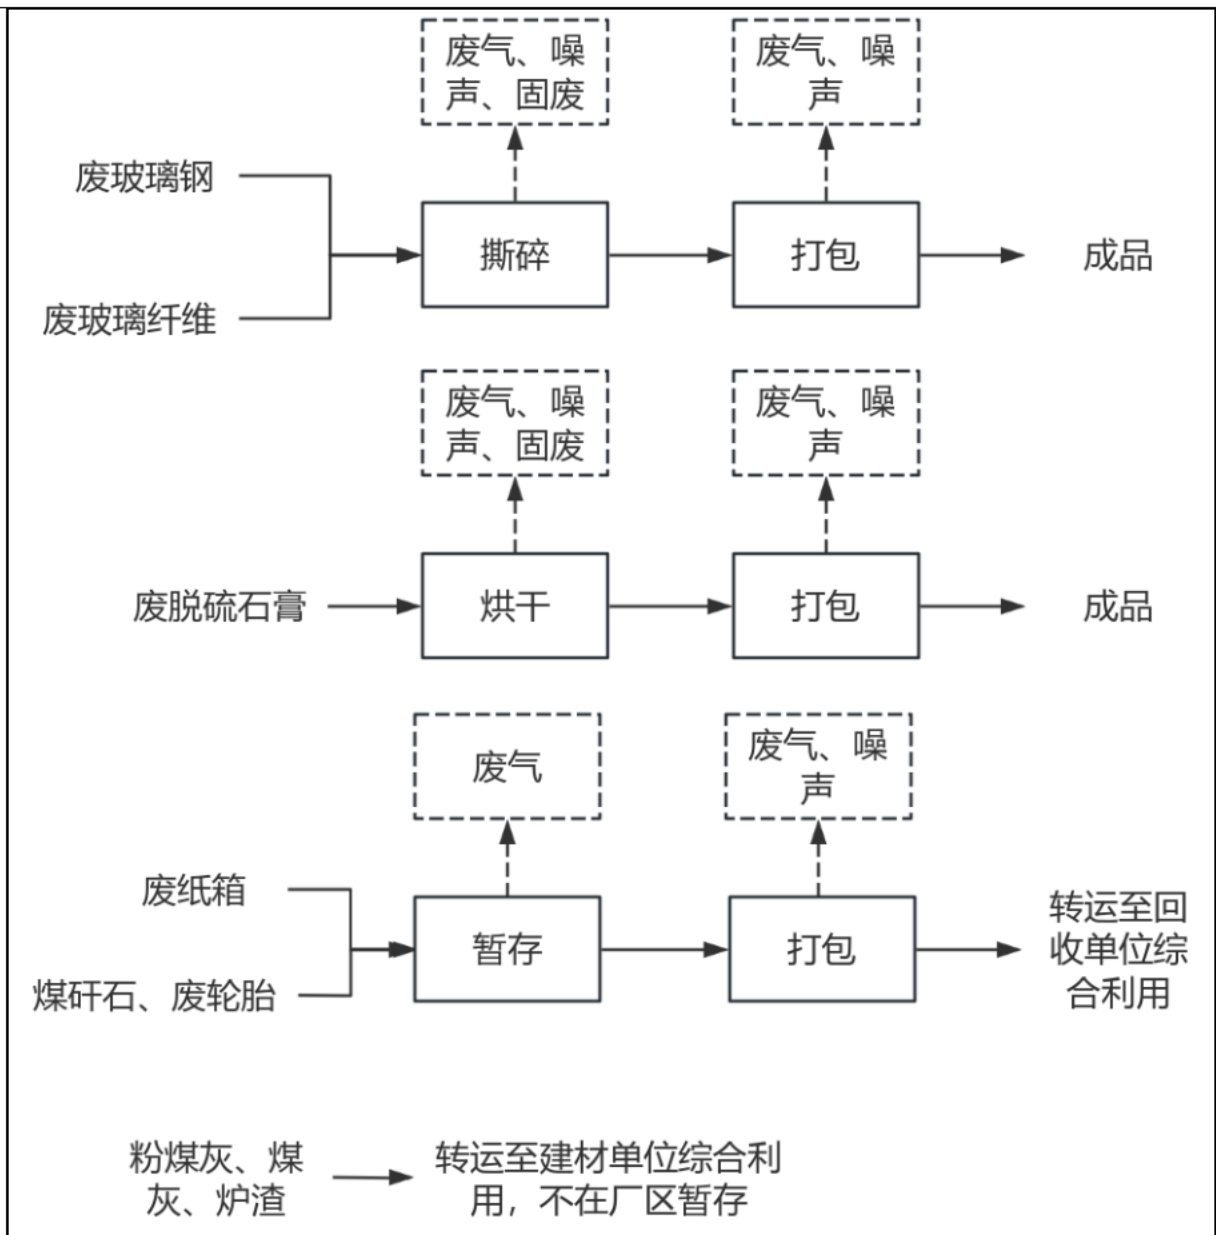 废气、噪
声、固废
废气、噪
声
废玻璃钢
撕碎
打包
成品
废玻璃纤维
废气、噪
声、固废
废气、噪
声
废脱硫石膏
烘干
打包
成品
废气
废气、噪
声
废纸箱
暂存
打包
转运至回
收单位综
合利用
煤矸石、废轮胎
粉煤灰、煤
灰、炉渣
转运至建材单位综合利
用，不在厂区暂存